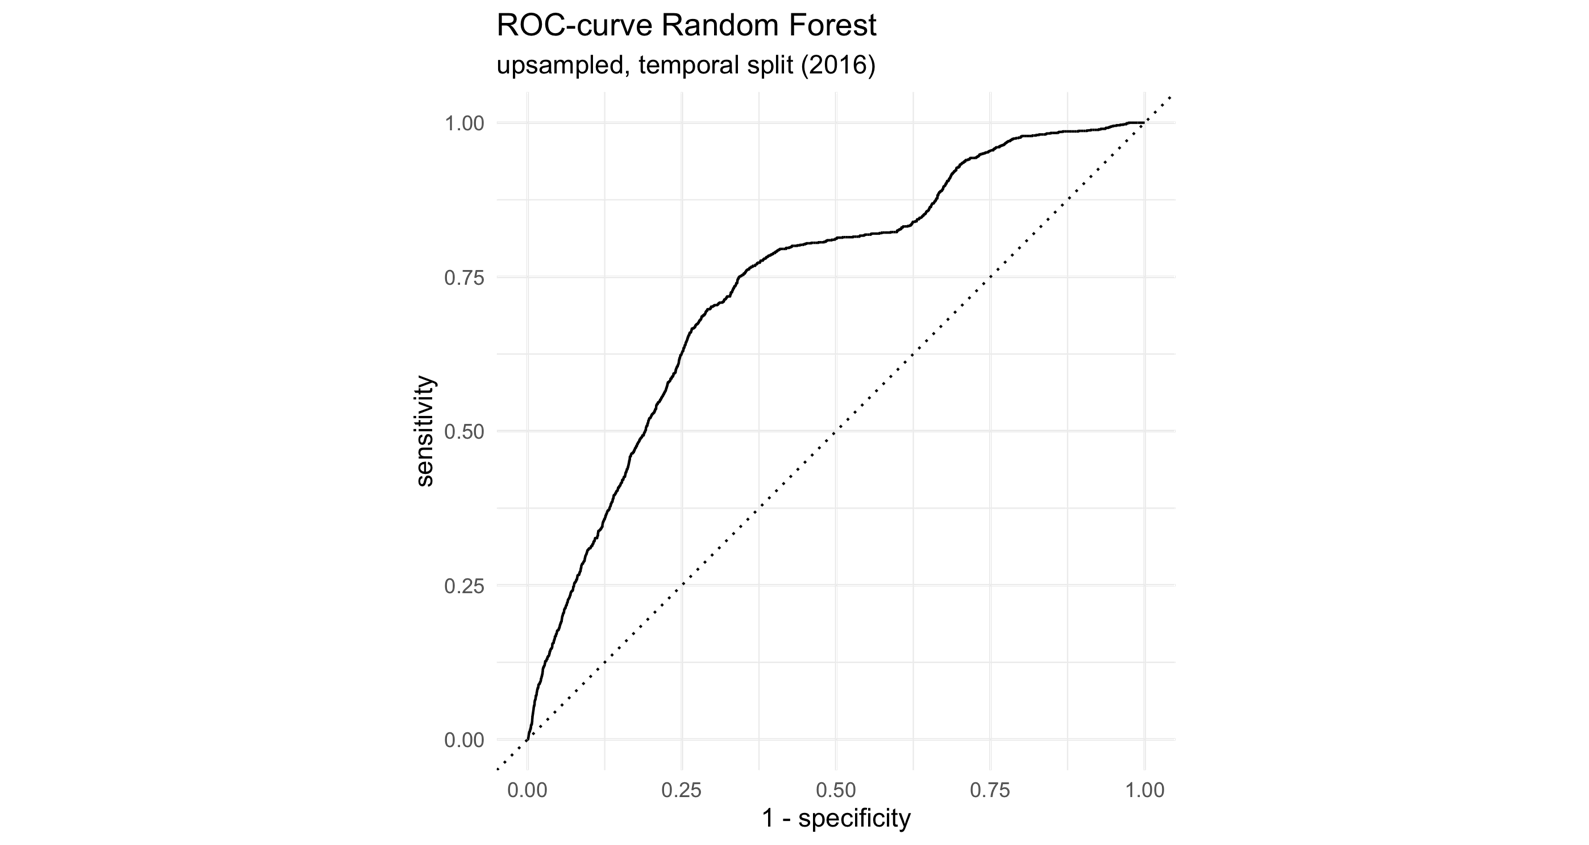 ROC-curve Random Forest
upsampled, temporal split (2016)
1.00
0.75
0.50
0.25
0.00
sensitivity
0.00 0.25 0.50 0.75 1.00
1 - specificity